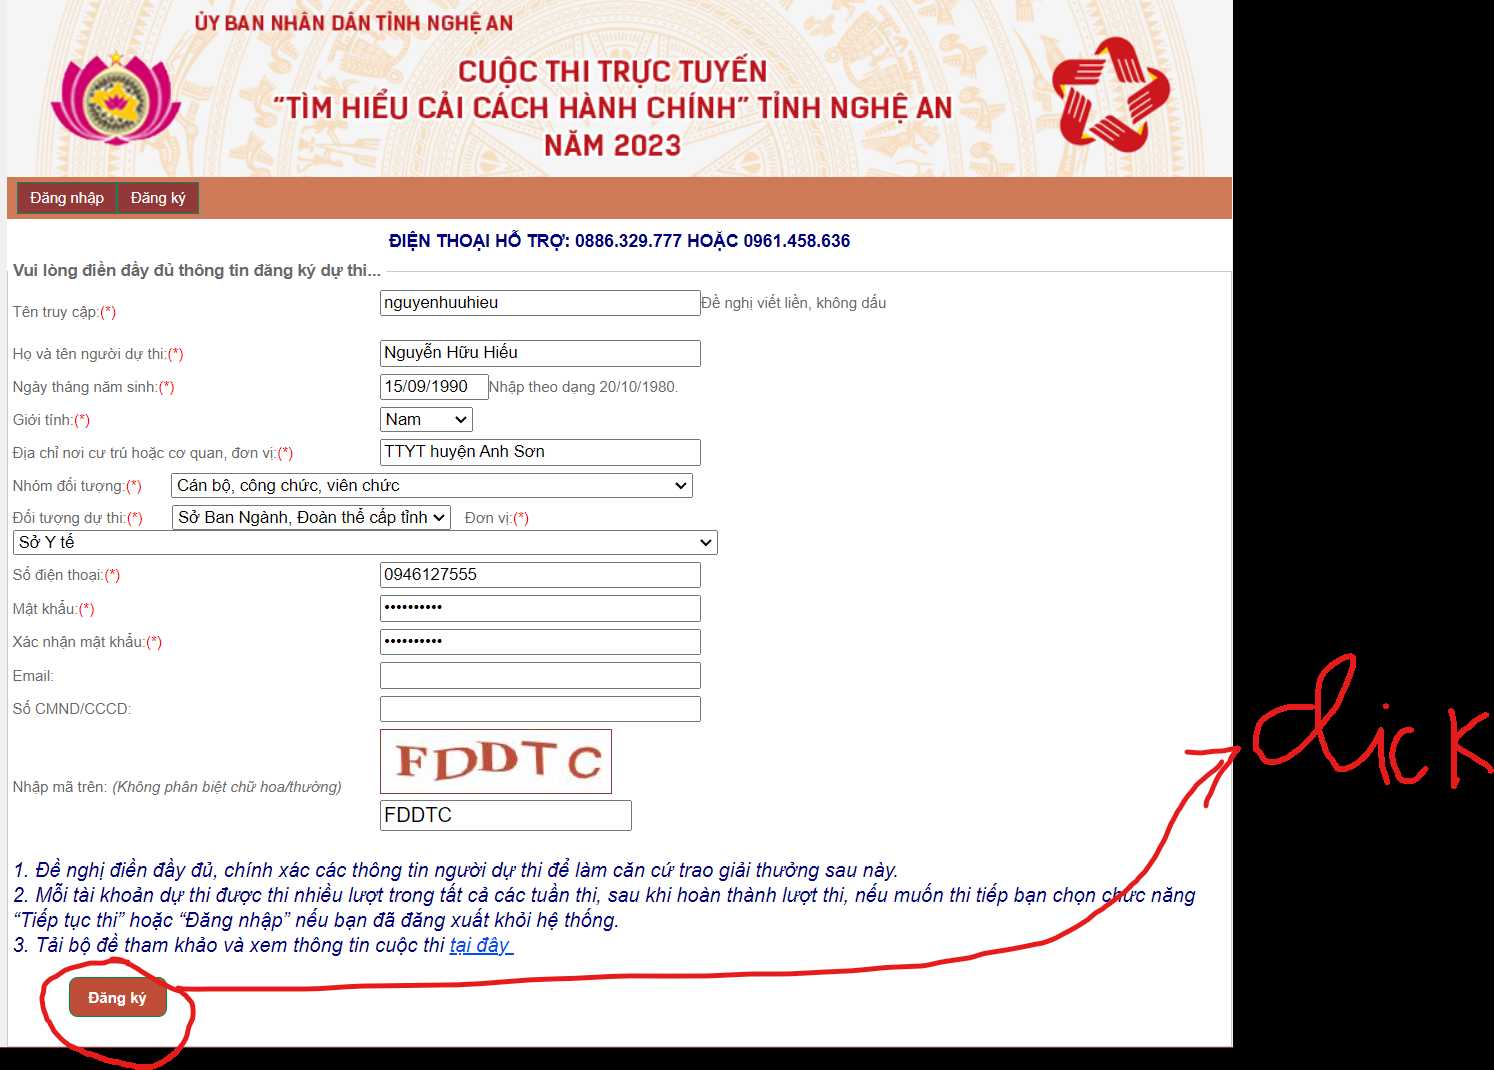 ỦY BAN NHÂN DÂN TỈNH NGHỆ AN
CUỘC THI TRỰC TUYẾN
“TÌM HIỂU CẢI CÁCH HÀNH CHÍNH” TỈNH NGHỆ AN
NĂM 2023
Đăng nhập Đăng ký
ĐIỆN THOẠI HỖ TRỢ: 0886.329.777 HOẶC 0961.458.636
Vui lòng điền đầy đủ thông tin đăng ký dự thi...
Tên truy cập:(*) nguyenhuuhieu Đề nghị viết liền, không dấu
Họ và tên người dự thi:(*) Nguyễn Hữu Hiếu
Ngày tháng năm sinh:(*) 15/09/1990 Nhập theo dạng 20/10/1980.
Giới tính:(*) Nam
Địa chỉ nơi cư trú hoặc cơ quan, đơn vị:(*) TTYT huyện Anh Sơn
Nhóm đối tượng:(*) Cán bộ, công chức, viên chức
Đối tượng dự thi:(*) Sở Ban Ngành, Đoàn thể cấp tỉnh Đơn vị:(*)
Sở Y tế
Số điện thoại:(*) 0946127555
Mật khẩu:(*) ••••••••••
Xác nhận mật khẩu:(*) ••••••••••
Email:
Số CMND/CCCD:
FDDTC
Nhập mã trên: (Không phân biệt chữ hoa/thường)
FDDTC
1. Đề nghị điền đầy đủ, chính xác các thông tin người dự thi để làm căn cứ trao giải thưởng sau này.
2. Mỗi tài khoản dự thi được thi nhiều lượt trong tất cả các tuần thi, sau khi hoàn thành lượt thi, nếu muốn thi tiếp bạn chọn chức năng
“Tiếp tục thi” hoặc “Đăng nhập” nếu bạn đã đăng xuất khỏi hệ thống.
3. Tải bộ đề tham khảo và xem thông tin cuộc thi tại đây
Đăng ký
click